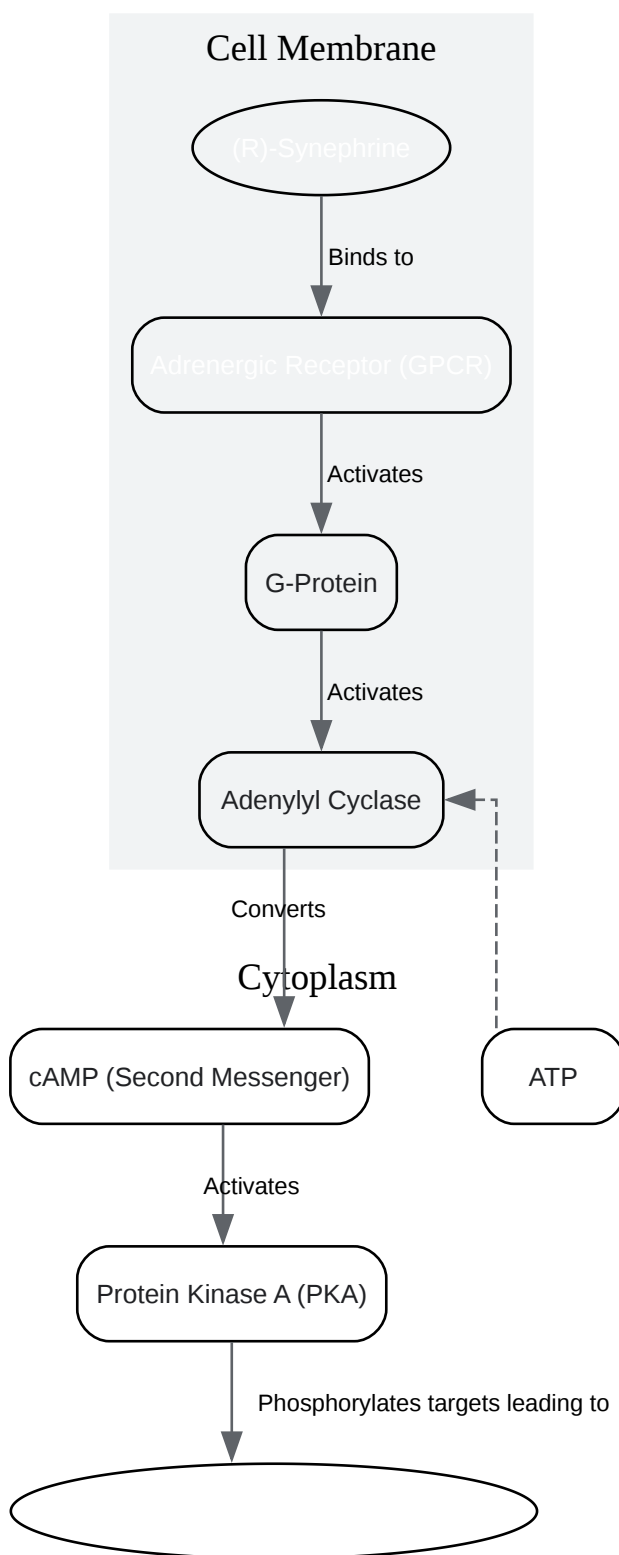 Cell Membrane
(R)-Synephrine
Binds to
Adrenergic Receptor (GPCR)
Activates
G-Protein
Activates
Adenylyl Cyclase
Converts
Cytoplasm
cAMP (Second Messenger)
ATP
Activates
Protein Kinase A (PKA)
Phosphorylates targets leading to